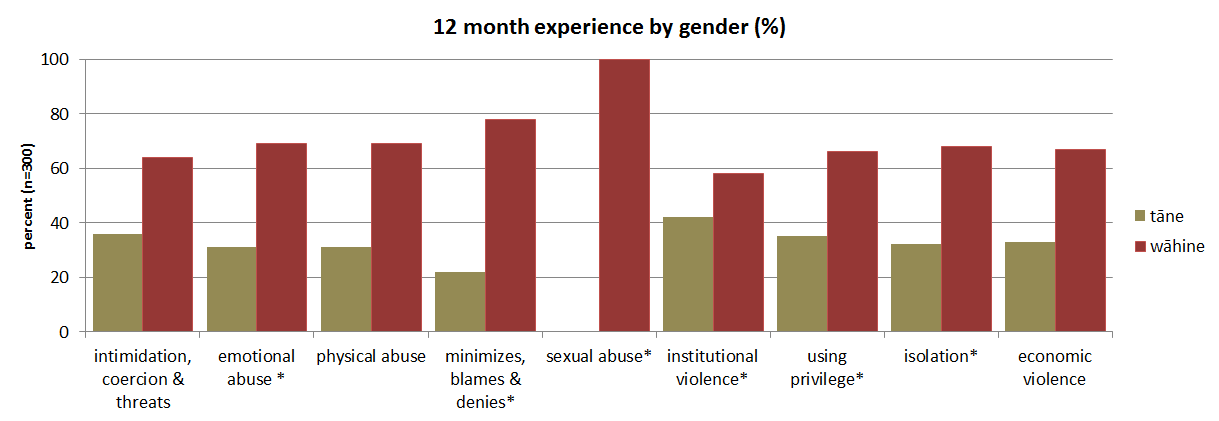 12 month experience by gender (%)
percent (n=300)
100
80
60
40
20
0
intimidation,
coercion &
threats
emotional
abuse *
physical abuse
minimizes,
blames &
denies*
sexual abuse*
institutional
violence*
using
privilege*
isolation*
economic
violence
tāne
wāhine